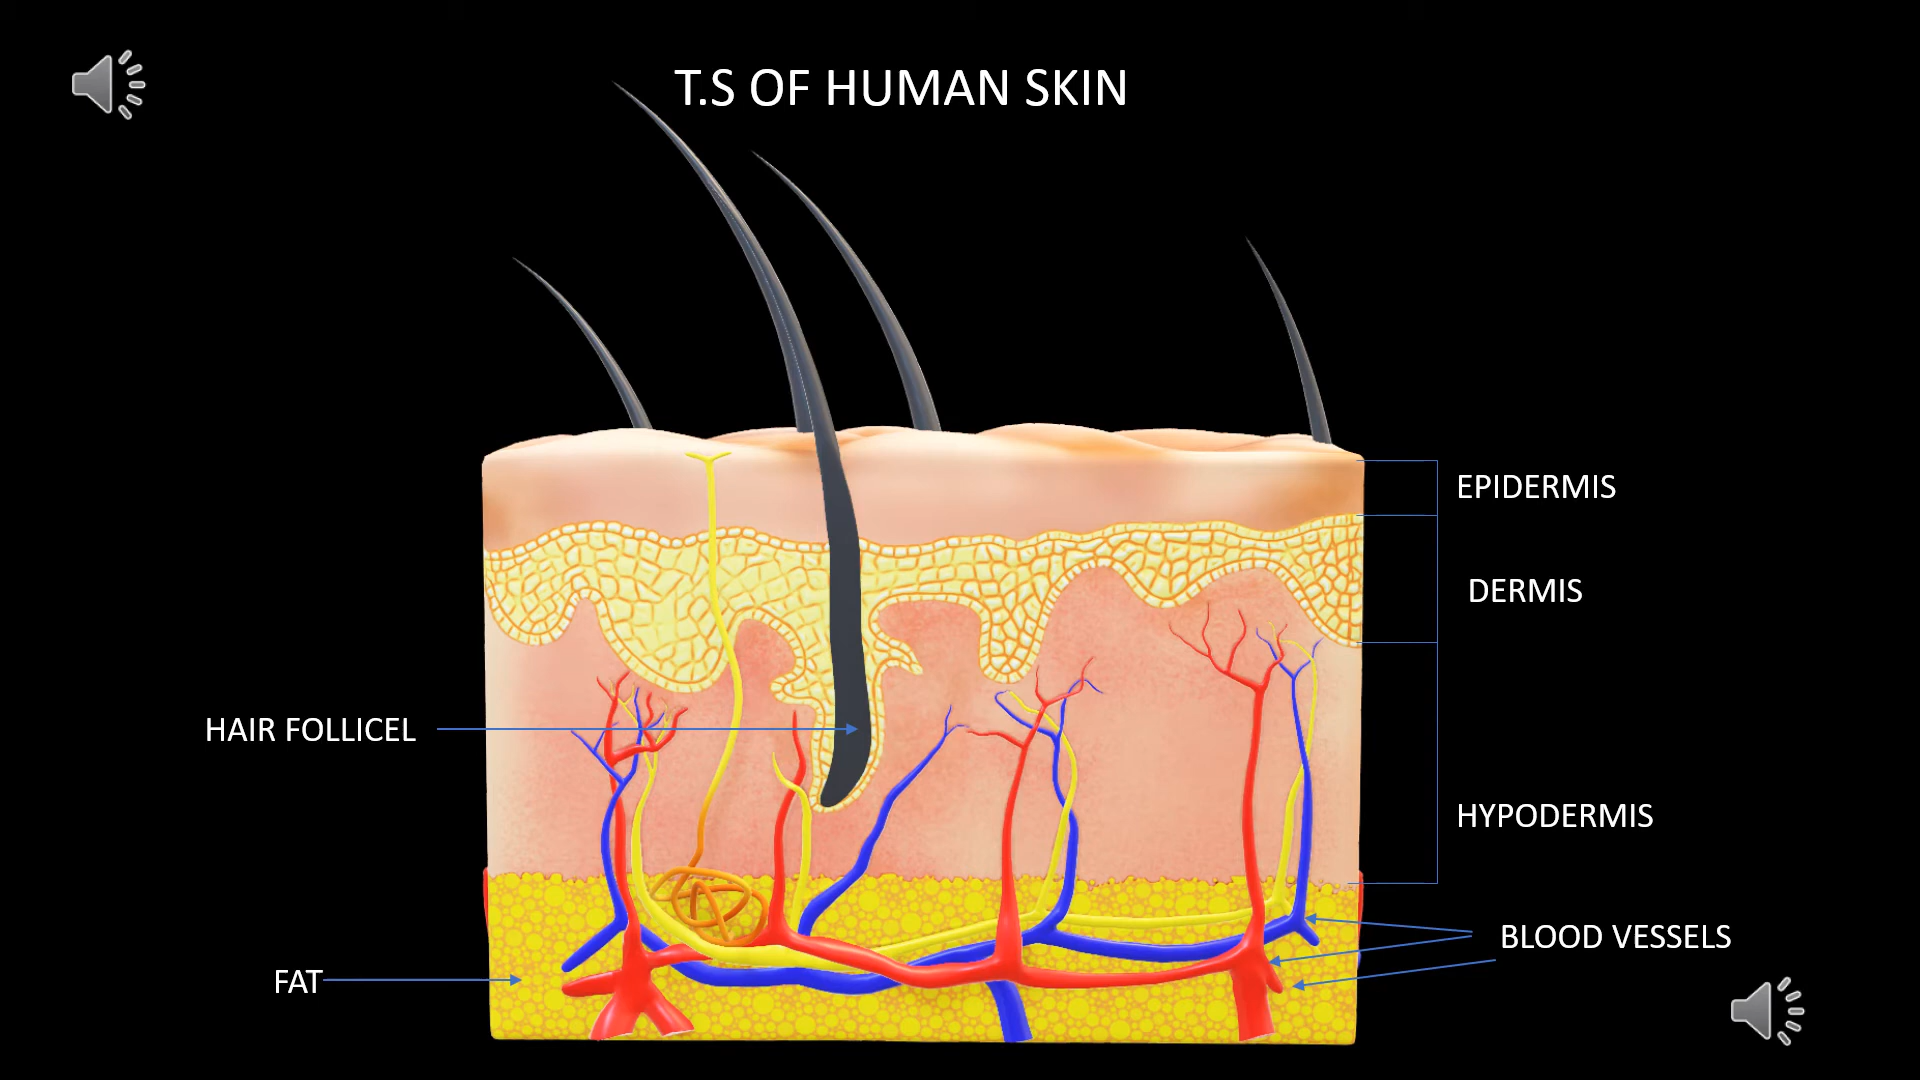 T.S OF HUMAN SKIN
EPIDERMIS
DERMIS
HAIR FOLLICEL
HYPODERMIS
BLOOD VESSELS
FAT